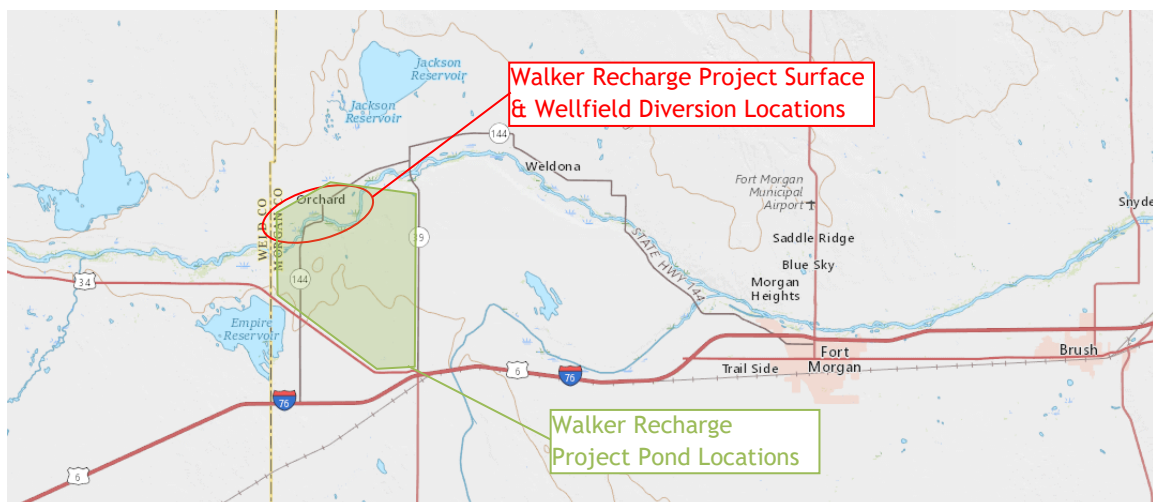 Jackson
Reservoir
Jackson
Reservoir
Walker Recharge Project Surface
& Wellfield Diversion Locations
144
Weldona
Fort Morgan
Municipal
Airport
Orchard
WELD CO
MORGAN CO
39
Snyde
Saddle Ridge
STATE HWY 144
Blue Sky
34
144
Morgan
Heights
Empire
Reservoir
Fort
Morgan
Brush
Trail Side
6
76
76
Walker Recharge
Project Pond Locations
6